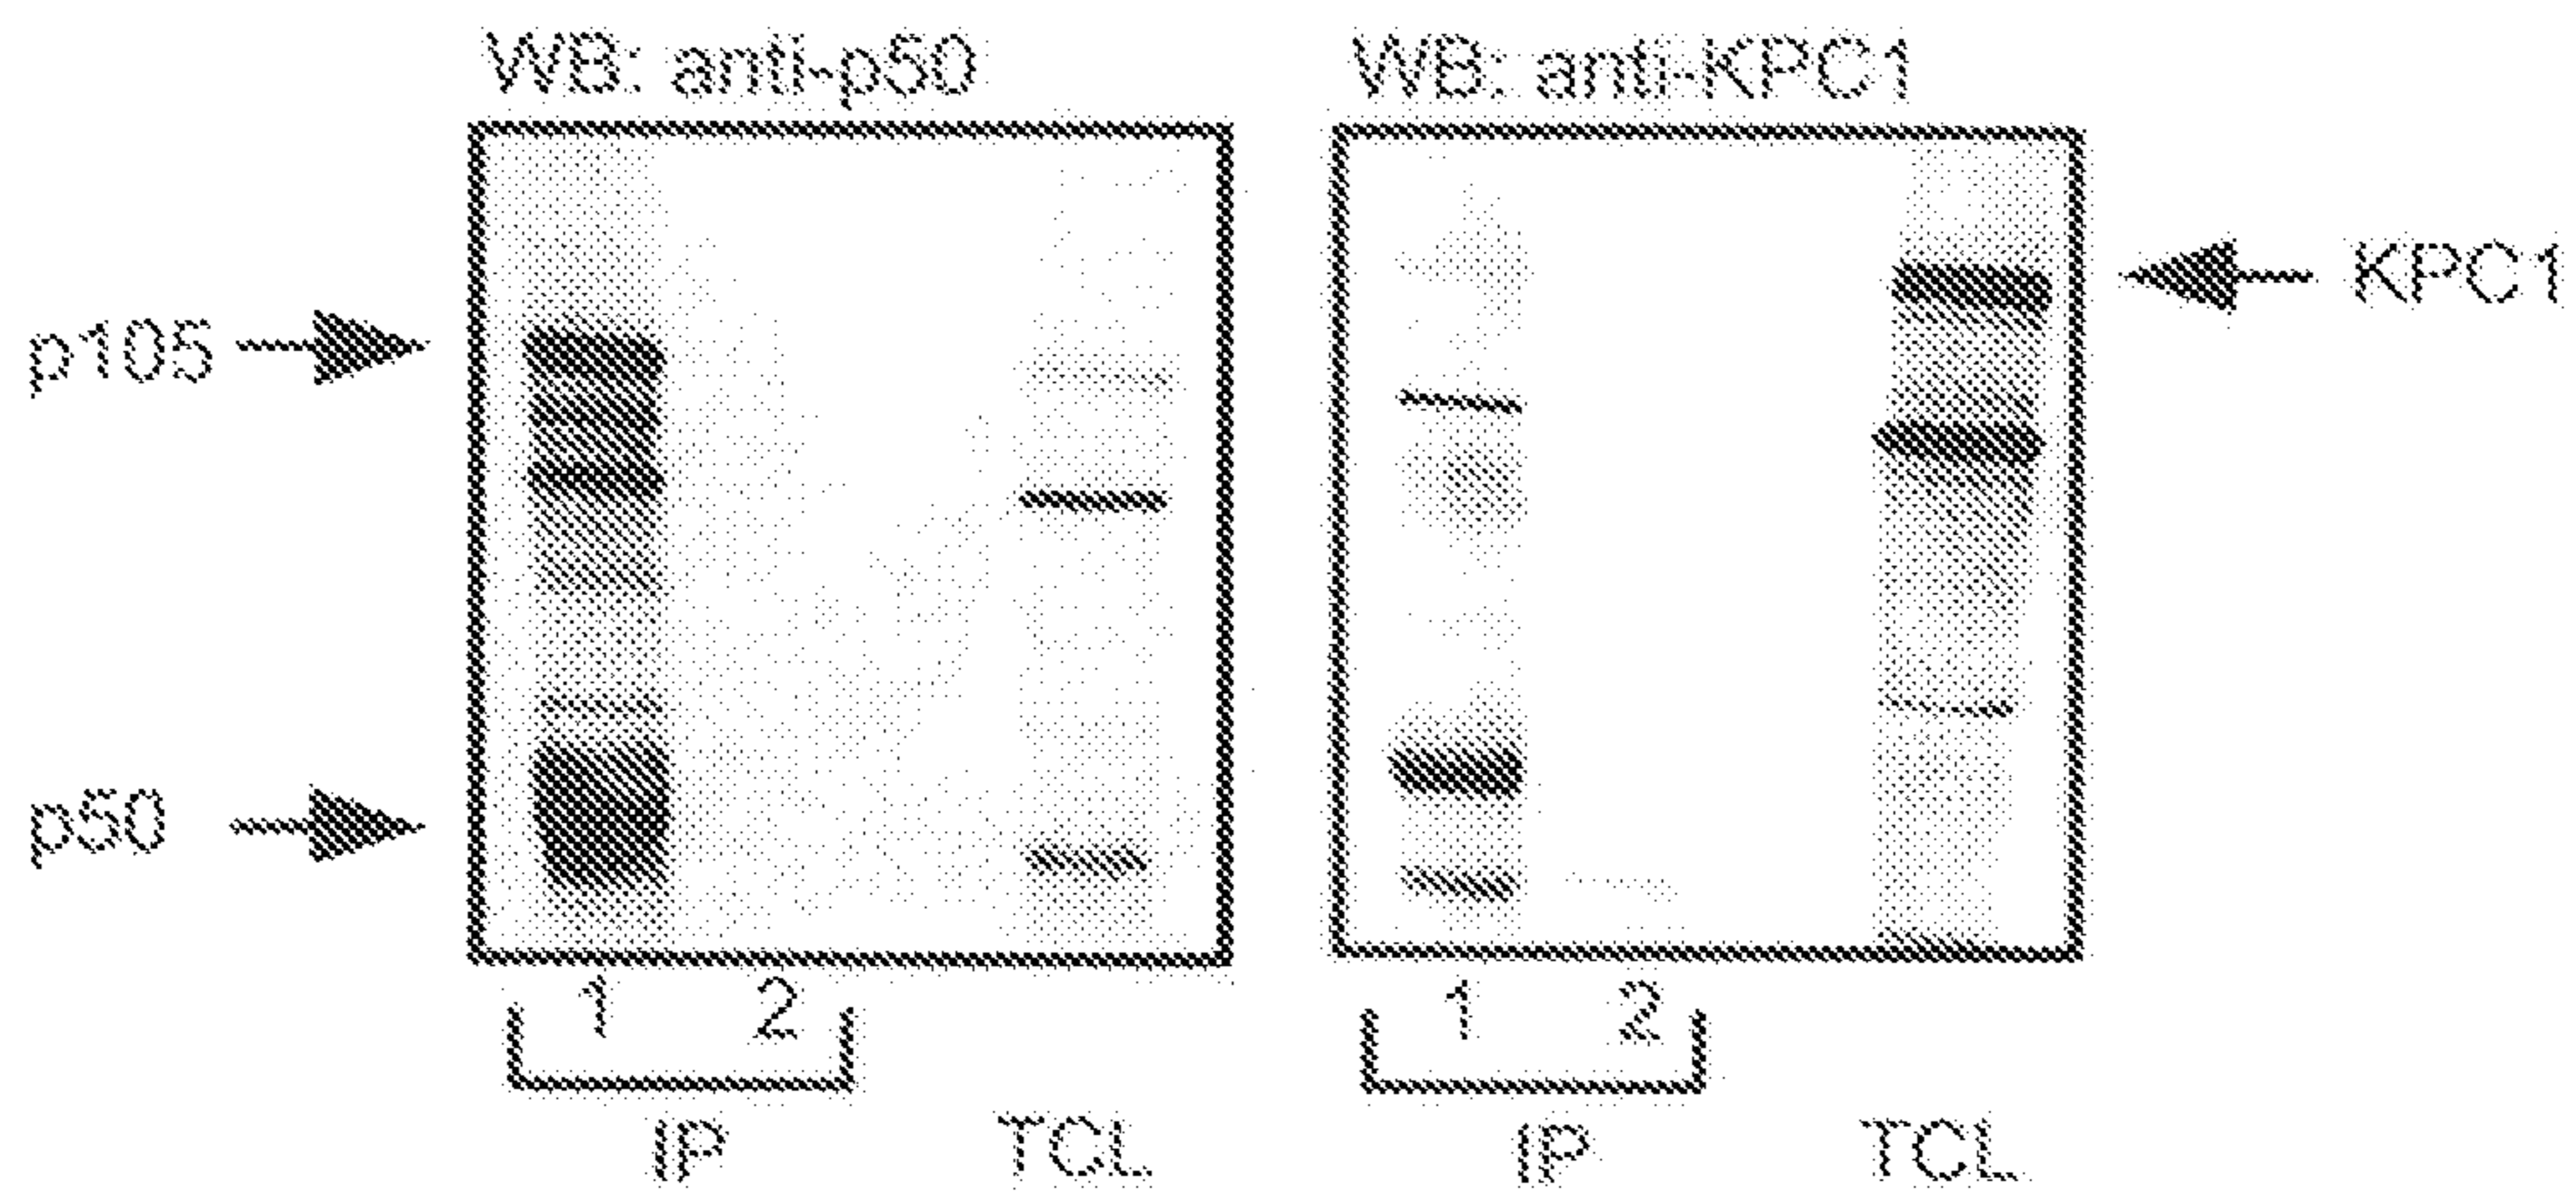 WB: anti-p50
WB: anti-KPC1
KPC1
p105
p50
1 2
1 2
IP TCL
IP TCL